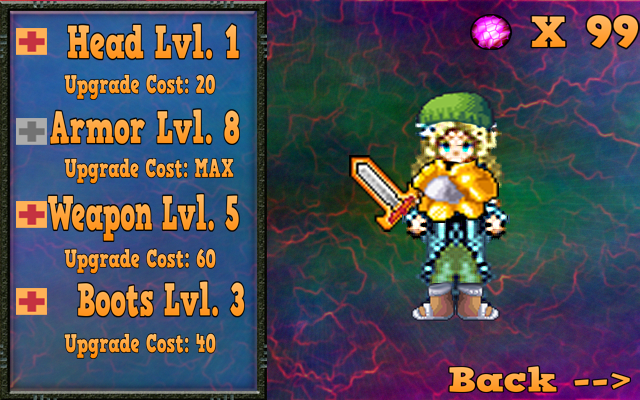 Head Lvl. 1
Upgrade Cost: 20
Armor Lvl. 8
Upgrade Cost: MAX
Weapon Lvl. 5
Upgrade Cost: 60
Boots Lvl. 3
Upgrade Cost: 40
X 99
Back -->